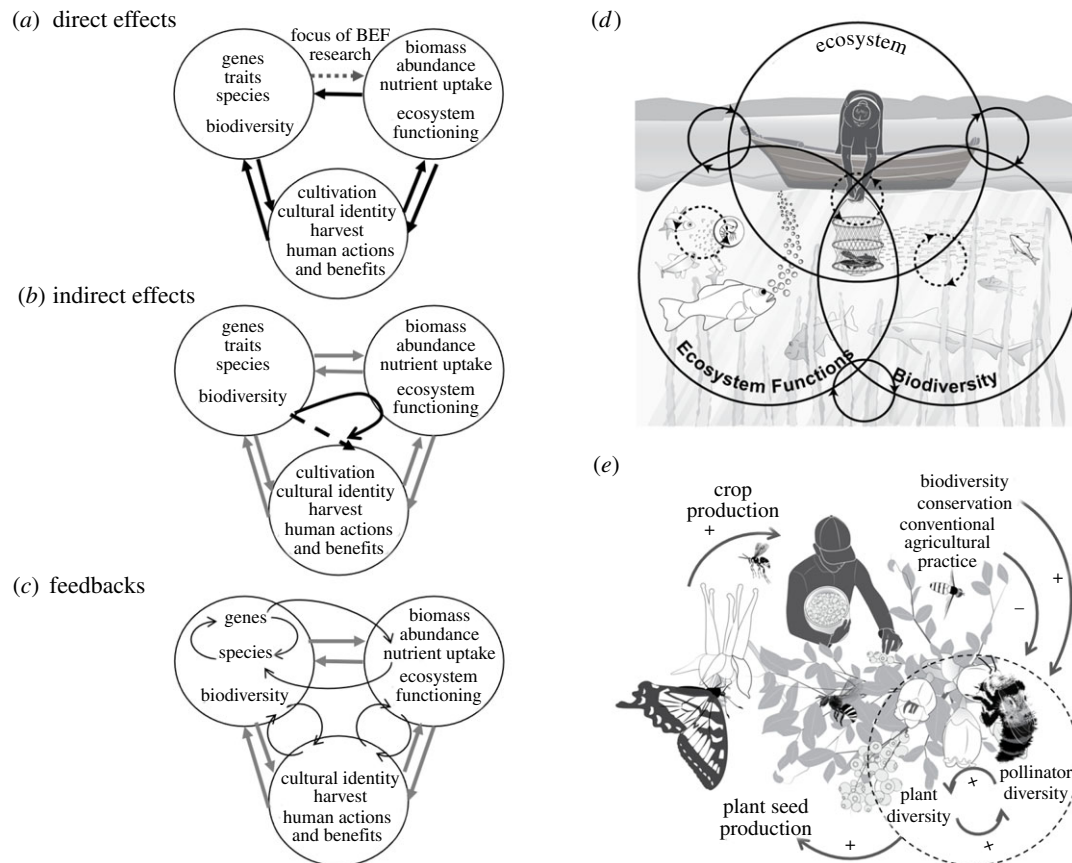 (a) direct effects
focus of BEF
research
genes
traits
species
biodiversity
biomass
abundance
nutrient uptake
ecosystem
functioning
cultivation
cultural identity
harvest
human actions
and benefits
(b) indirect effects
genes
traits
species
biodiversity
biomass
abundance
nutrient uptake
ecosystem
functioning
cultivation
cultural identity
harvest
human actions
and benefits
(c) feedbacks
genes
species
biodiversity
biomass
abundance
nutrient uptake
ecosystem
functioning
cultural identity
harvest
human actions
and benefits
(d)
ecosystem
Ecosystem Functions
Biodiversity
(e)
crop
production
+
biodiversity
conservation
conventional
agricultural
practice
+
–
plant
diversity
+
pollinator
diversity
+
plant seed
production
+